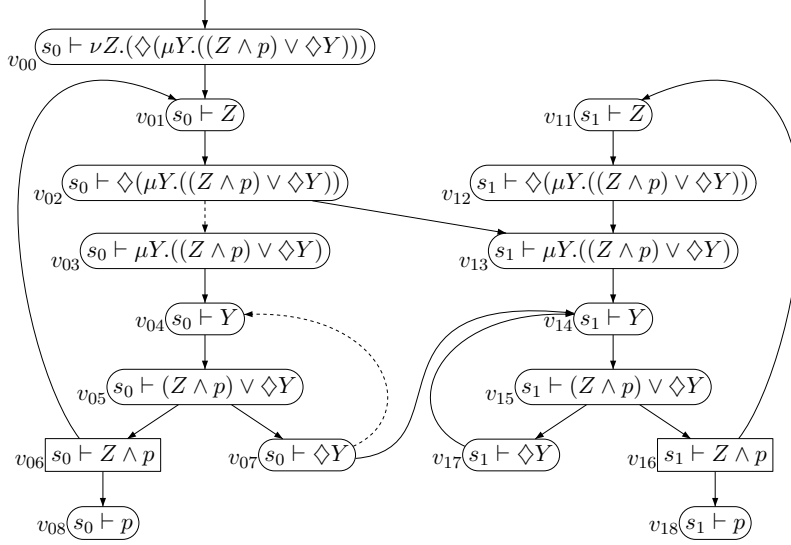 v₀₀ s₀ ⊢ νZ.(◇(μY.((Z ∧ p) ∨ ◇Y)))
v₀₁ s₀ ⊢ Z
v₁₁ s₁ ⊢ Z
v₀₂ s₀ ⊢ ◇(μY.((Z ∧ p) ∨ ◇Y))
v₁₂ s₁ ⊢ ◇(μY.((Z ∧ p) ∨ ◇Y))
v₀₃ s₀ ⊢ μY.((Z ∧ p) ∨ ◇Y)
v₁₃ s₁ ⊢ μY.((Z ∧ p) ∨ ◇Y)
v₀₄ s₀ ⊢ Y
v₁₄ s₁ ⊢ Y
v₀₅ s₀ ⊢ (Z ∧ p) ∨ ◇Y
v₁₅ s₁ ⊢ (Z ∧ p) ∨ ◇Y
v₀₆ s₀ ⊢ Z ∧ p
v₀₇ s₀ ⊢ ◇Y
v₁₇ s₁ ⊢ ◇Y
v₁₆ s₁ ⊢ Z ∧ p
v₀₈ s₀ ⊢ p
v₁₈ s₁ ⊢ p